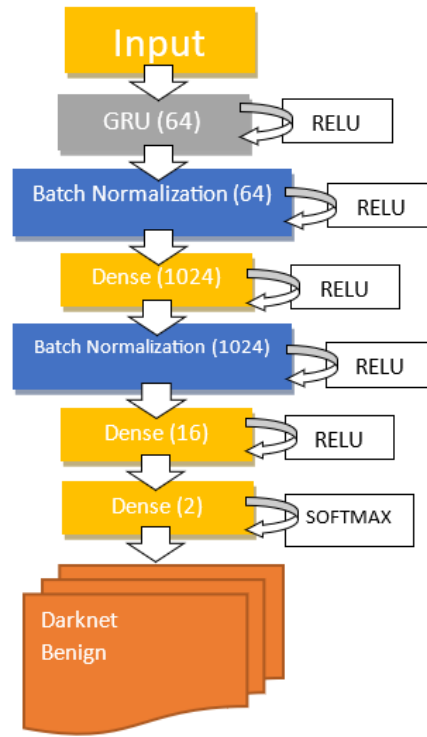 Input
GRU (64)
RELU
Batch Normalization (64)
RELU
Dense (1024)
RELU
Batch Normalization (1024)
RELU
Dense (16)
RELU
Dense (2)
SOFTMAX
Darknet
Benign